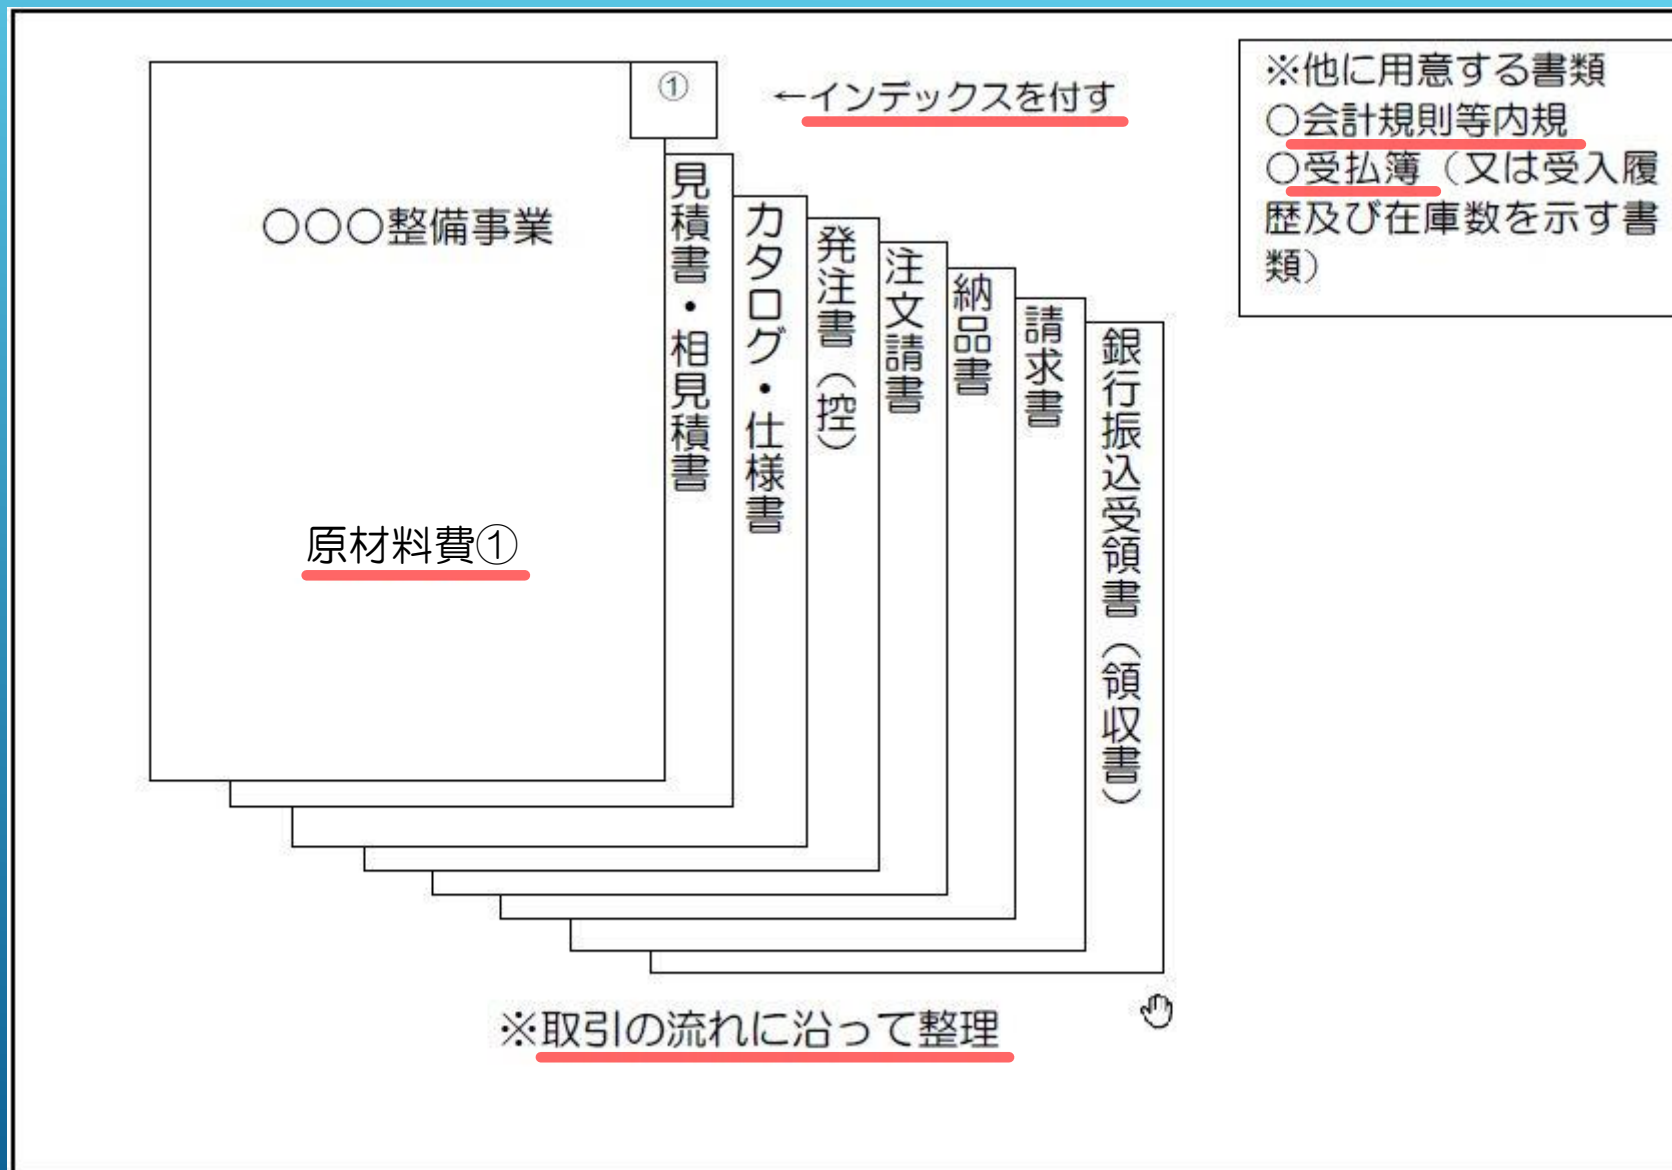 ①
←インデックスを付す
○○○整備事業
原材料費①
見積書・相見積書
カタログ・仕様書
発注書（控）
注文請書
納品書
請求書
銀行振込受領書（領収書）
※取引の流れに沿って整理
※他に用意する書類
○会計規則等内規
○受払簿（又は受入履
歴及び在庫数を示す書
類）